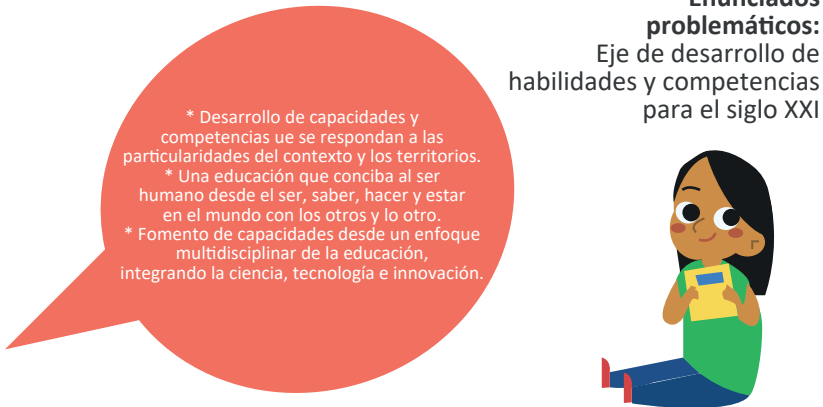 Enunciados
problemáticos:
Eje de desarrollo de
habilidades y competencias
para el siglo XXI
* Desarrollo de capacidades y
competencias ue se respondan a las
particularidades del contexto y los territorios.
* Una educación que conciba al ser
humano desde el ser, saber, hacer y estar
en el mundo con los otros y lo otro.
* Fomento de capacidades desde un enfoque
multidisciplinar de la educación,
integrando la ciencia, tecnología e innovación.